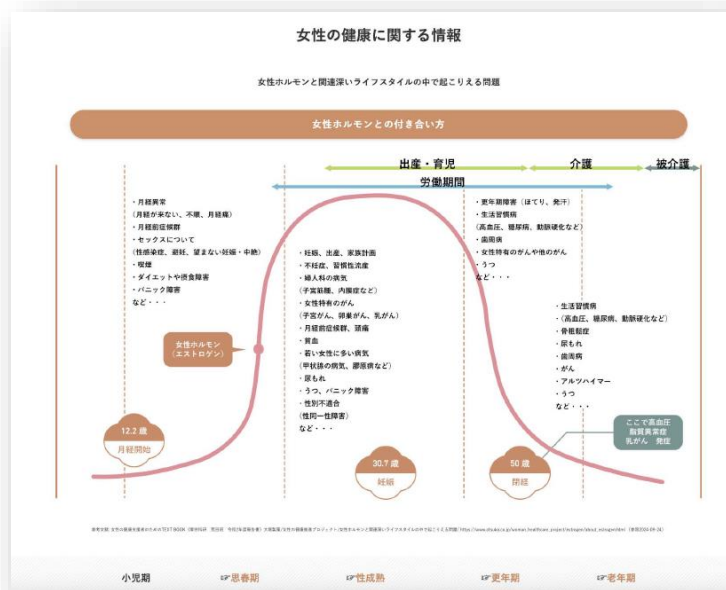 女性の健康に関する情報
女性ホルモンと関連深いライフスタイルの中で起こりえる問題
女性ホルモンとの付き合い方
出産・育児
介護
被介護
労働期間
・月経異常
(月経が来ない、不順、月経痛)
・月経前症候群
・セックスについて
(性感染症、避妊、望まない妊娠・中絶)
・喫煙
・ダイエットや摂食障害
・パニック障害
など・・・
・妊娠、出産、家族計画
・不妊症、習慣性流産
・婦人科の病気
(子宮筋腫、内膜症など)
・女性特有のがん
(子宮がん、卵巣がん、乳がん)
・月経前症候群、頭痛
・貧血
・若い女性に多い病気
(甲状腺の病気、膠原病など)
・尿もれ
・うつ、パニック障害
・性別不適合
(性同一性障害)
など・・・
・更年期障害(ほてり、発汗)
・生活習慣病
(高血圧、糖尿病、動脈硬化など)
・歯周病
・女性特有のがんや他のがん
・うつ
など・・・
・生活習慣病
・(高血圧、糖尿病、動脈硬化など)
・骨粗鬆症
・尿もれ
・歯周病
・がん
・アルツハイマー
・うつ
など・・・
女性ホルモン
(エストロゲン)
12.2 歳
月経開始
30.7 歳
妊娠
50 歳
閉経
ここで高血圧
脂質異常症
乳がん 発症
小児期
☞思春期
☞性成熟
☞更年期
☞老年期